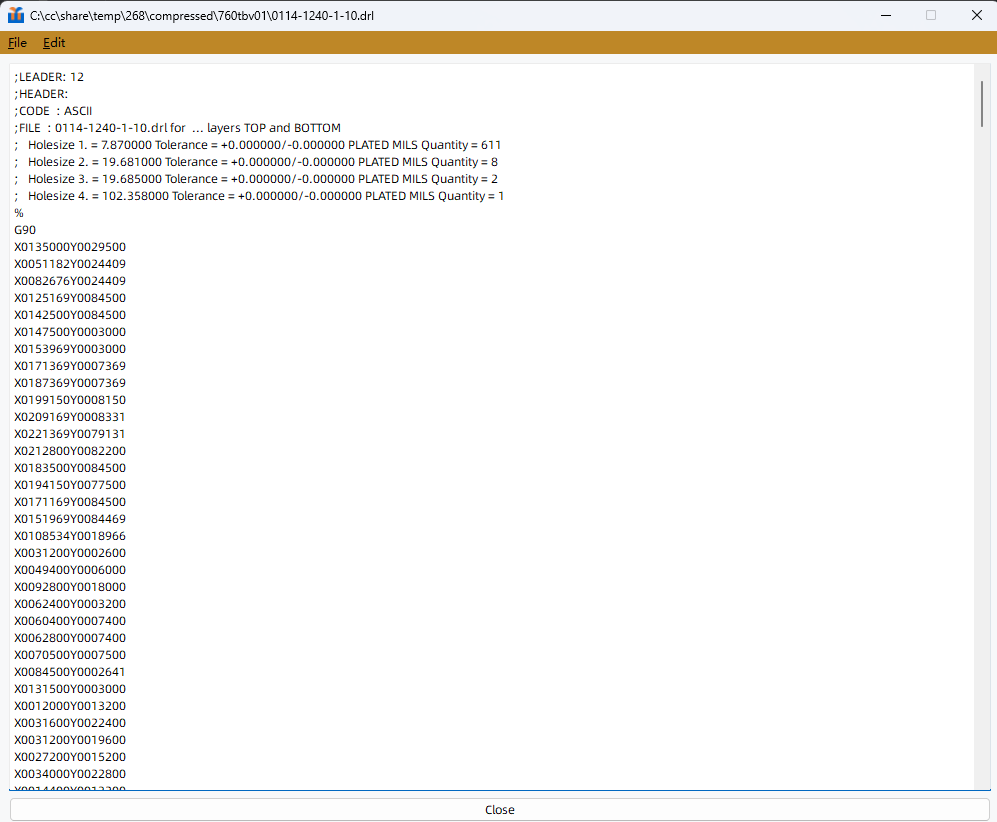 C:\cc\share\temp\268\compressed\760tbv01\0114-1240-1-10.drl
File Edit
;LEADER: 12
;HEADER:
;CODE : ASCII
;FILE : 0114-1240-1-10.drl for ... layers TOP and BOTTOM
; Holesize 1. = 7.870000 Tolerance = +0.000000/-0.000000 PLATED MILS Quantity = 611
; Holesize 2. = 19.681000 Tolerance = +0.000000/-0.000000 PLATED MILS Quantity = 8
; Holesize 3. = 19.685000 Tolerance = +0.000000/-0.000000 PLATED MILS Quantity = 2
; Holesize 4. = 102.358000 Tolerance = +0.000000/-0.000000 PLATED MILS Quantity = 1
%
G90
X0135000Y0029500
X0051182Y0024409
X0082676Y0024409
X0125169Y0084500
X0142500Y0084500
X0147500Y0003000
X0153969Y0003000
X0171369Y0007369
X0187369Y0007369
X0199150Y0008150
X0209169Y0008331
X0221369Y0079131
X0212800Y0082200
X0183500Y0084500
X0194150Y0077500
X0171169Y0084500
X0151969Y0084469
X0108534Y0018966
X0031200Y0002600
X0049400Y0006000
X0092800Y0018000
X0062400Y0003200
X0060400Y0007400
X0062800Y0007400
X0070500Y0007500
X0084500Y0002641
X0131500Y0003000
X0012000Y0013200
X0031600Y0022400
X0031200Y0019600
X0027200Y0015200
X0034000Y0022800
Close